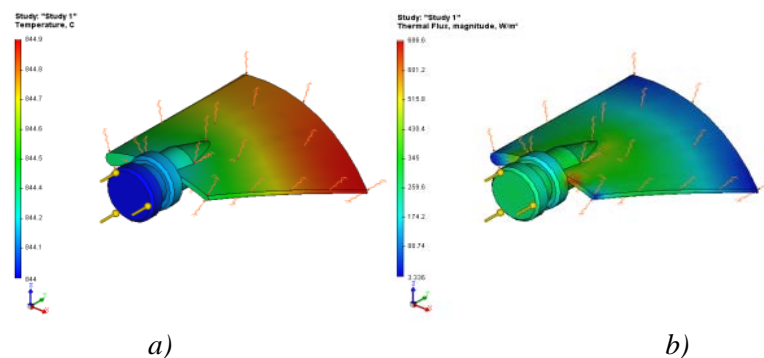 Study: "Study 1"
Temperature, C
844.9
844.8
844.7
844.6
844.5
844.4
844.2
844.1
844
a)
Study: "Study 1"
Thermal Flux, magnitude, W/m²
601.2
515.8
430.4
345
259.6
174.2
88.74
3.336
b)